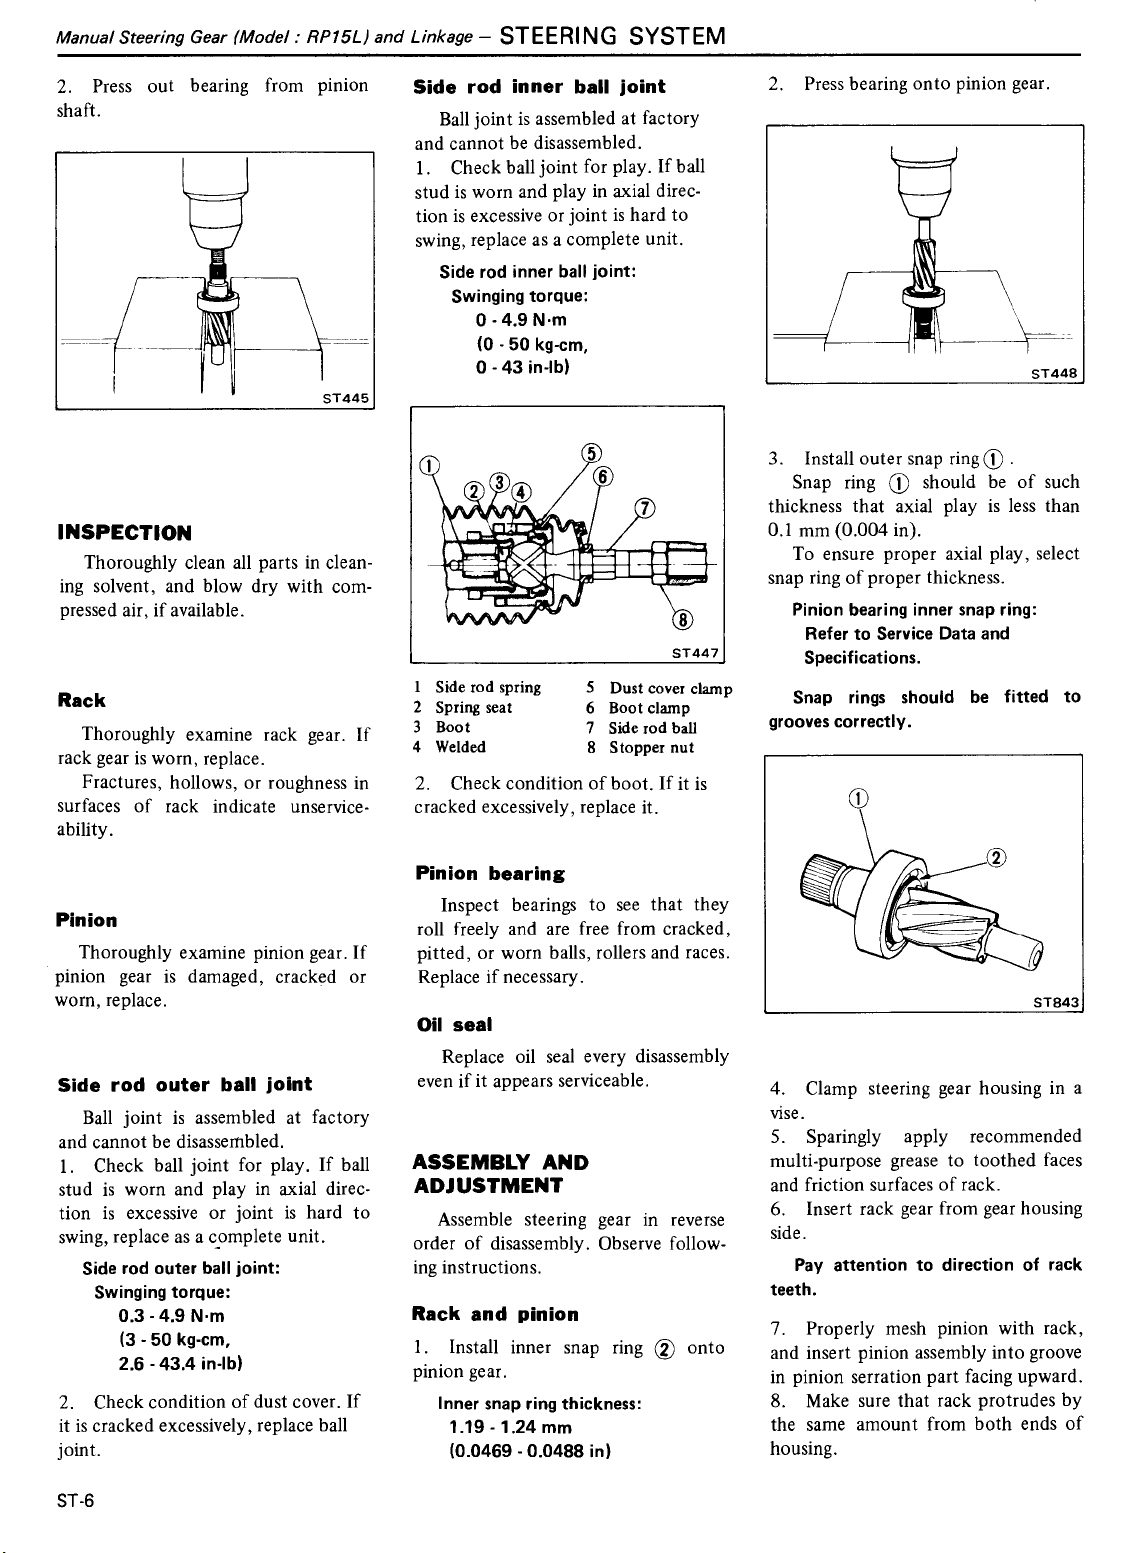 Manual Steering Gear (Model : RP15L) and Linkage – STEERING SYSTEM
2. Press out bearing from pinion
shaft.
ST445
INSPECTION
Thoroughly clean all parts in clean-
ing solvent, and blow dry with com-
pressed air, if available.
Rack
Thoroughly examine rack gear. If
rack gear is worn, replace.
Fractures, hollows, or roughness in
surfaces of rack indicate unservice-
ability.
Pinion
Thoroughly examine pinion gear. If
pinion gear is damaged, cracked or
worn, replace.
Side rod outer ball joint
Ball joint is assembled at factory
and cannot be disassembled.
1. Check ball joint for play. If ball
stud is worn and play in axial direc-
tion is excessive or joint is hard to
swing, replace as a complete unit.
Side rod outer ball joint:
Swinging torque:
0.3 - 4.9 N·m
(3 - 50 kg-cm,
2.6 - 43.4 in-lb)
2. Check condition of dust cover. If
it is cracked excessively, replace ball
joint.
ST-6
Side rod inner ball joint
Ball joint is assembled at factory
and cannot be disassembled.
1. Check ball joint for play. If ball
stud is worn and play in axial direc-
tion is excessive or joint is hard to
swing, replace as a complete unit.
Side rod inner ball joint:
Swinging torque:
0 - 4.9 N·m
(0 - 50 kg-cm,
0 - 43 in-lb)
① ② ③ ④ ⑤ ⑥ ⑦ ⑧
ST447
1 Side rod spring
2 Spring seat
3 Boot
4 Welded
5 Dust cover clamp
6 Boot clamp
7 Side rod ball
8 Stopper nut
2. Check condition of boot. If it is
cracked excessively, replace it.
Pinion bearing
Inspect bearings to see that they
roll freely and are free from cracked,
pitted, or worn balls, rollers and races.
Replace if necessary.
Oil seal
Replace oil seal every disassembly
even if it appears serviceable.
ASSEMBLY AND
ADJUSTMENT
Assemble steering gear in reverse
order of disassembly. Observe follow-
ing instructions.
Rack and pinion
1. Install inner snap ring ② onto
pinion gear.
Inner snap ring thickness:
1.19 - 1.24 mm
(0.0469 - 0.0488 in)
2. Press bearing onto pinion gear.
ST448
3. Install outer snap ring ① .
Snap ring ① should be of such
thickness that axial play is less than
0.1 mm (0.004 in).
To ensure proper axial play, select
snap ring of proper thickness.
Pinion bearing inner snap ring:
Refer to Service Data and
Specifications.
Snap rings should be fitted to
grooves correctly.
① ②
ST843
4. Clamp steering gear housing in a
vise.
5. Sparingly apply recommended
multi-purpose grease to toothed faces
and friction surfaces of rack.
6. Insert rack gear from gear housing
side.
Pay attention to direction of rack
teeth.
7. Properly mesh pinion with rack,
and insert pinion assembly into groove
in pinion serration part facing upward.
8. Make sure that rack protrudes by
the same amount from both ends of
housing.